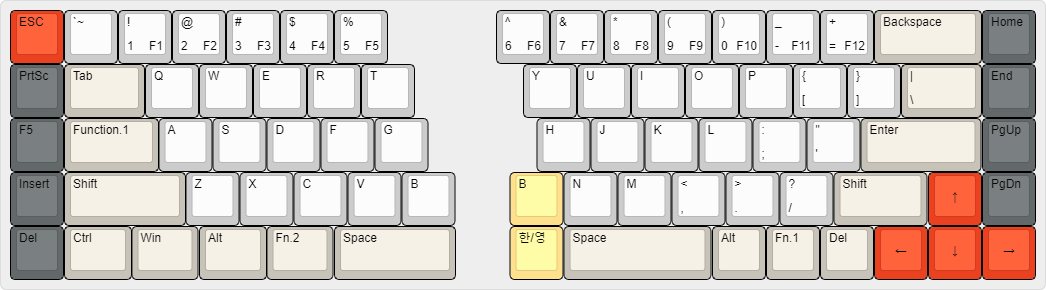 ESC `~ ! @ # $ % ^ & * ( ) _ + Backspace Home
1 F1 2 F2 3 F3 4 F4 5 F5 6 F6 7 F7 8 F8 9 F9 0 F10 - F11 = F12
PrtSc Tab Q W E R T Y U I O P { } | End
[ ] \
F5 Function.1 A S D F G H J K L : " Enter PgUp
; '
Insert Shift Z X C V B B N M < > ? Shift ↑ PgDn
, . /
Del Ctrl Win Alt Fn.2 Space 한/영 Space Alt Fn.1 Del ← ↓ →